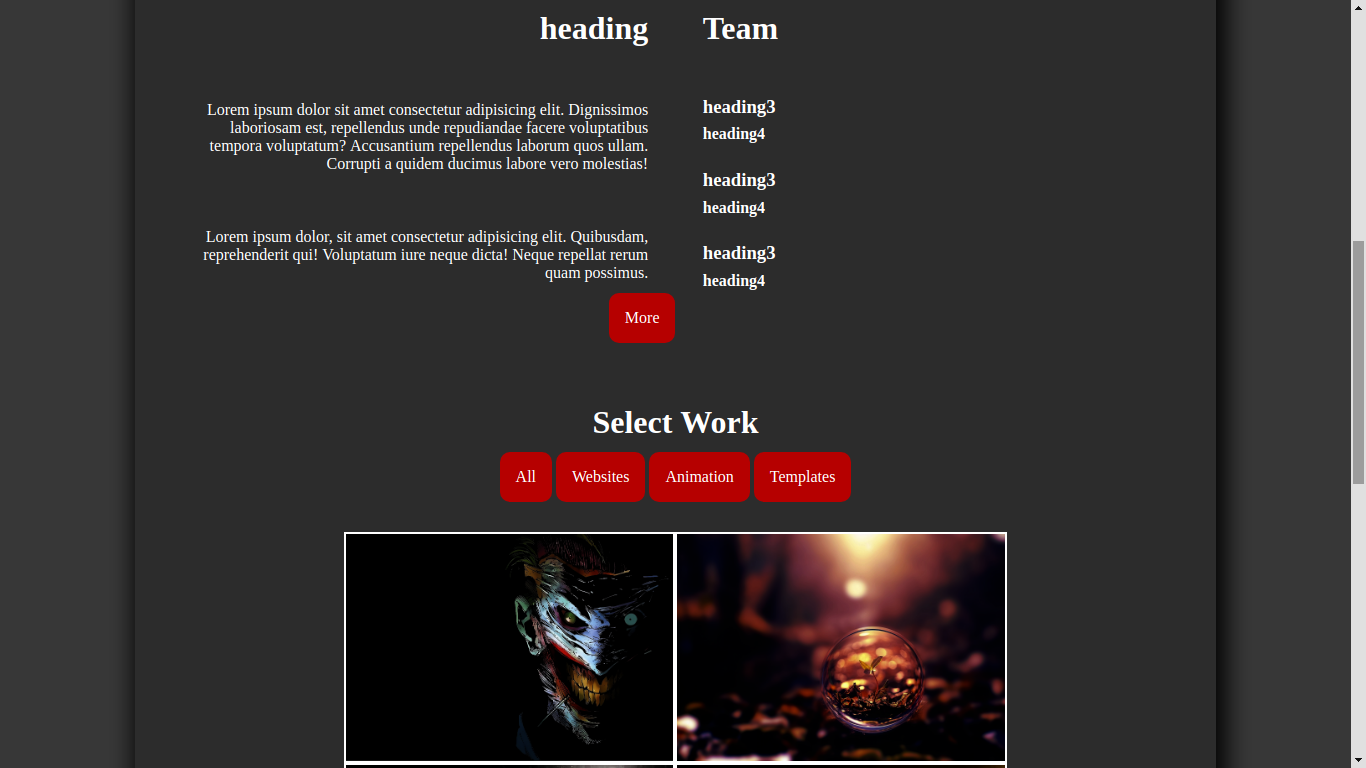 heading
Lorem ipsum dolor sit amet consectetur adipisicing elit. Dignissimos
laboriosam est, repellendus unde repudiandae facere voluptatibus
tempora voluptatum? Accusantium repellendus laborum quos ullam.
Corrupti a quidem ducimus labore vero molestias!
Lorem ipsum dolor, sit amet consectetur adipisicing elit. Quibusdam,
reprehenderit qui! Voluptatum iure neque dicta! Neque repellat rerum
quam possimus.
More
Team
heading3
heading4
heading3
heading4
heading3
heading4
Select Work
All Websites Animation Templates